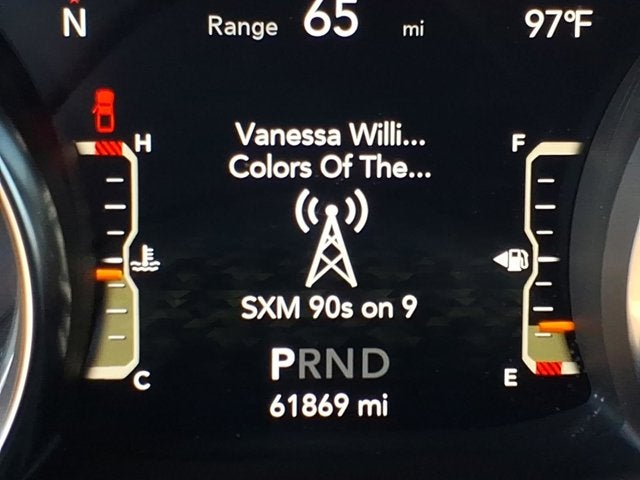 N Range 65 mi 97°F
H F
Vanessa Willi...
Colors Of The...
SXM 90s on 9
PRND
C E
61869 mi